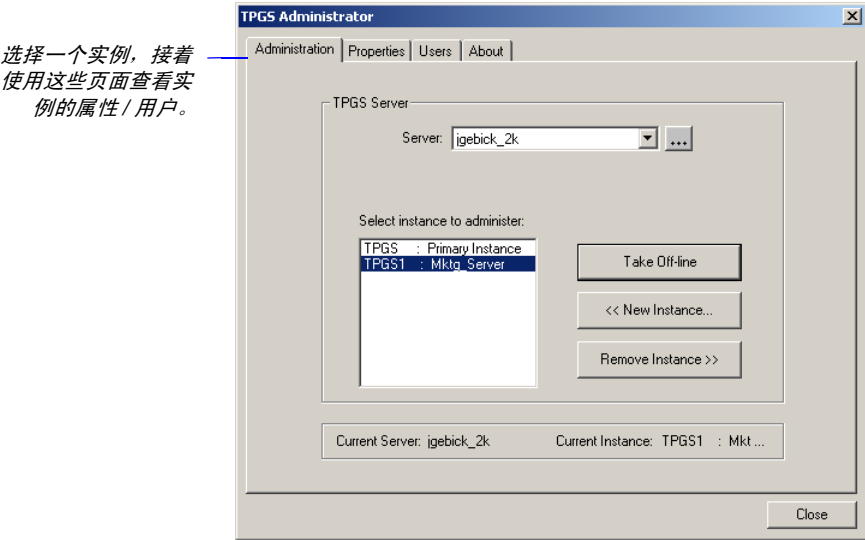 TPGS Administrator
选择一个实例，接着
使用这些页面查看实
例的属性 / 用户。
Administration Properties Users About
TPGS Server
Server: jgebick_2k ...
Select instance to administer:
TPGS : Primary Instance
TPGS1 : Mktg_Server
Take Off-line
<< New Instance...
Remove Instance >>
Current Server: jgebick_2k Current Instance: TPGS1 : Mkt ...
Close